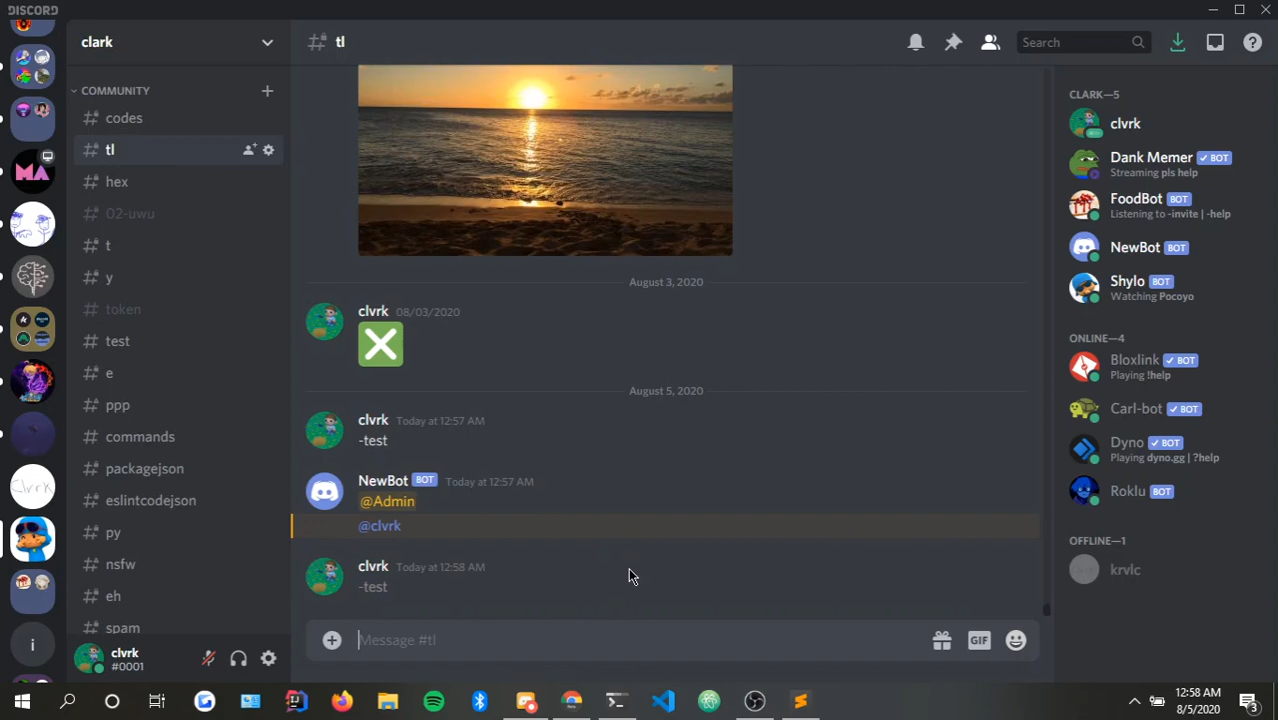 DISCORD
clark
tl
Search
COMMUNITY
codes
tl
hex
02-uwu
t
y
token
test
e
ppp
commands
packagejson
eslintcodejson
py
nsfw
eh
spam
clvrk
#0001
MA
Clvrk
i
August 3, 2020
clvrk 08/03/2020
August 5, 2020
clvrk Today at 12:57 AM
-test
NewBot BOT Today at 12:57 AM
@Admin
@clvrk
clvrk Today at 12:58 AM
-test
Message #tl
GIF
CLARK—5
clvrk
Dank Memer BOT
Streaming pls help
FoodBot BOT
Listening to -invite | -help
NewBot BOT
Shylo BOT
Watching Pocoyo
ONLINE—4
Bloxlink BOT
Playing !help
Carl-bot BOT
Dyno BOT
Playing dyno.gg | ?help
Roklu BOT
OFFLINE—1
krvlc
12:58 AM
8/5/2020
3